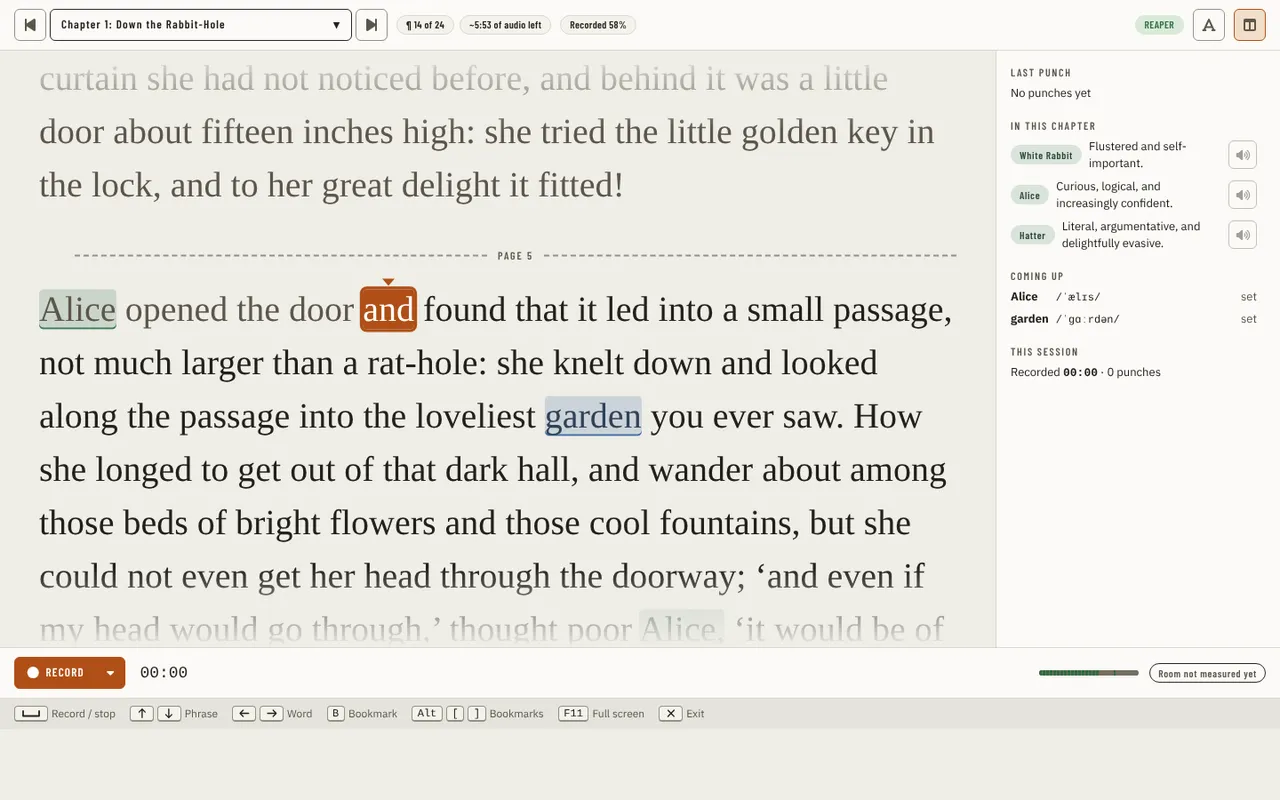 Chapter 1: Down the Rabbit-Hole
¶ 14 of 24
~5:53 of audio left
Recorded 58%
REAPER
A
curtain she had not noticed before, and behind it was a little
door about fifteen inches high: she tried the little golden key in
the lock, and to her great delight it fitted!
PAGE 5
Alice opened the door and found that it led into a small passage,
not much larger than a rat-hole: she knelt down and looked
along the passage into the loveliest garden you ever saw. How
she longed to get out of that dark hall, and wander about among
those beds of bright flowers and those cool fountains, but she
could not even get her head through the doorway; ‘and even if
my head would go through,’ thought poor Alice, ‘it would be of
LAST PUNCH
No punches yet
IN THIS CHAPTER
White Rabbit
Flustered and self-
important.
Alice
Curious, logical, and
increasingly confident.
Hatter
Literal, argumentative, and
delightfully evasive.
COMING UP
Alice /ˈælɪs/ set
garden /ˈɡɑːrdən/ set
THIS SESSION
Recorded 00:00 · 0 punches
RECORD
00:00
Room not measured yet
Record / stop
↑ ↓ Phrase
← → Word
B Bookmark
Alt [ ] Bookmarks
F11 Full screen
✕ Exit